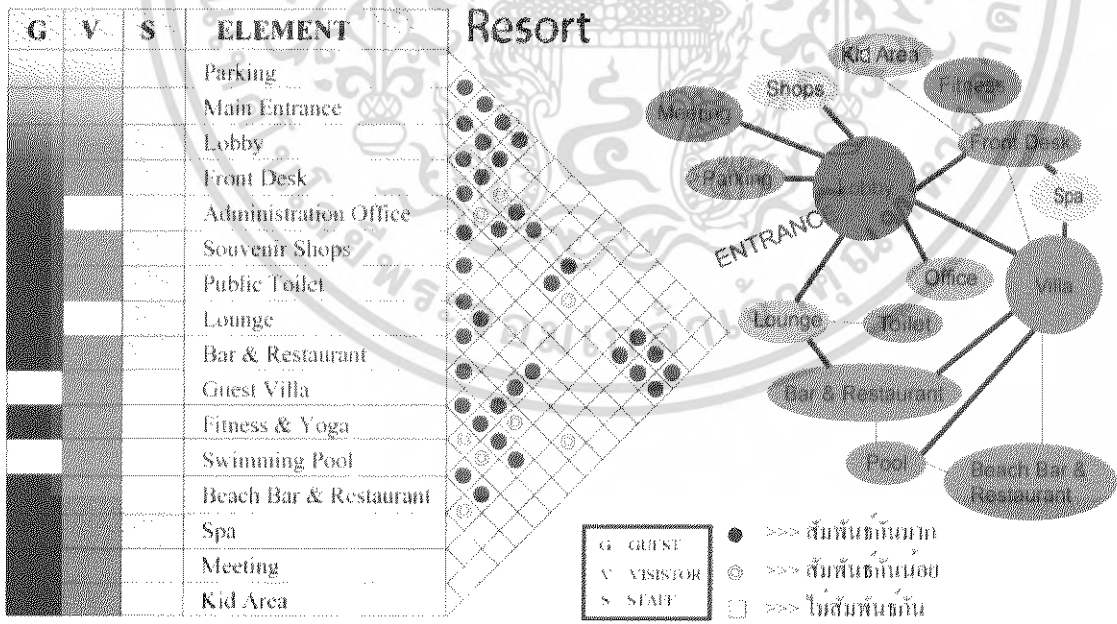 G V S ELEMENT
Resort
Parking
Main Entrance
Lobby
Front Desk
Administration Office
Souvenir Shops
Public Toilet
Lounge
Bar & Restaurant
Guest Villa
Fitness & Yoga
Swimming Pool
Beach Bar & Restaurant
Spa
Meeting
Kid Area
Kid Area
Shops
Fitness
Meeting
Front Desk
Parking
Spa
ENTRANC
Office
Villa
Lounge
Toilet
Bar & Restaurant
Pool
Beach Bar &
Restaurant
G GUEST
V VISISTOR
S STAFF
>>> สัมพันธ์กันมาก
>>> สัมพันธ์กันน้อย
>>> ไม่สัมพันธ์กัน